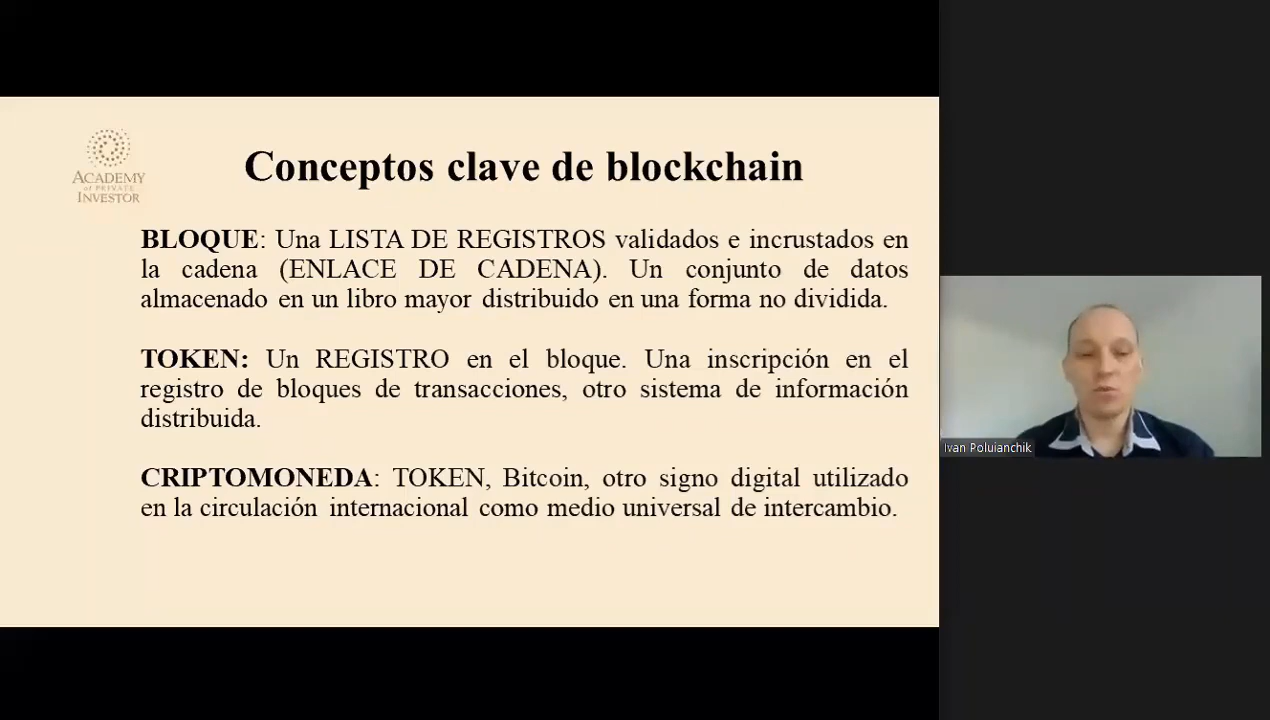 ACADEMY
of PRIVATE
INVESTOR
Conceptos clave de blockchain
BLOQUE: Una LISTA DE REGISTROS validados e incrustados en
la cadena (ENLACE DE CADENA). Un conjunto de datos
almacenado en un libro mayor distribuido en una forma no dividida.
TOKEN: Un REGISTRO en el bloque. Una inscripción en el
registro de bloques de transacciones, otro sistema de información
distribuida.
CRIPTOMONEDA: TOKEN, Bitcoin, otro signo digital utilizado
en la circulación internacional como medio universal de intercambio.
Ivan Poluianchik